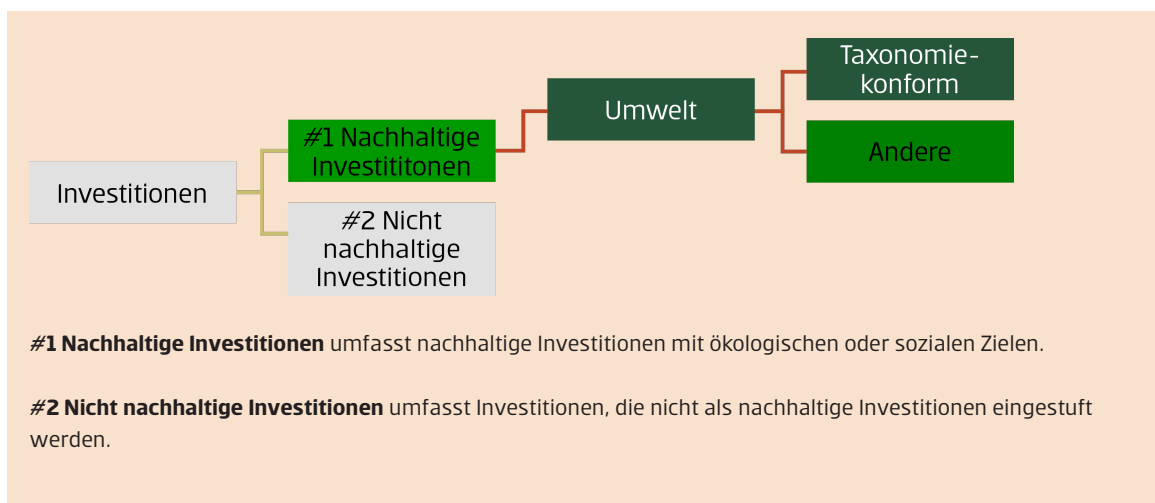 Taxonomie-
konform
Umwelt
Andere
#1 Nachhaltige
Investititonen
Investitionen
#2 Nicht
nachhaltige
Investitionen
#1 Nachhaltige Investitionen umfasst nachhaltige Investitionen mit ökologischen oder sozialen Zielen.
#2 Nicht nachhaltige Investitionen umfasst Investitionen, die nicht als nachhaltige Investitionen eingestuft
werden.